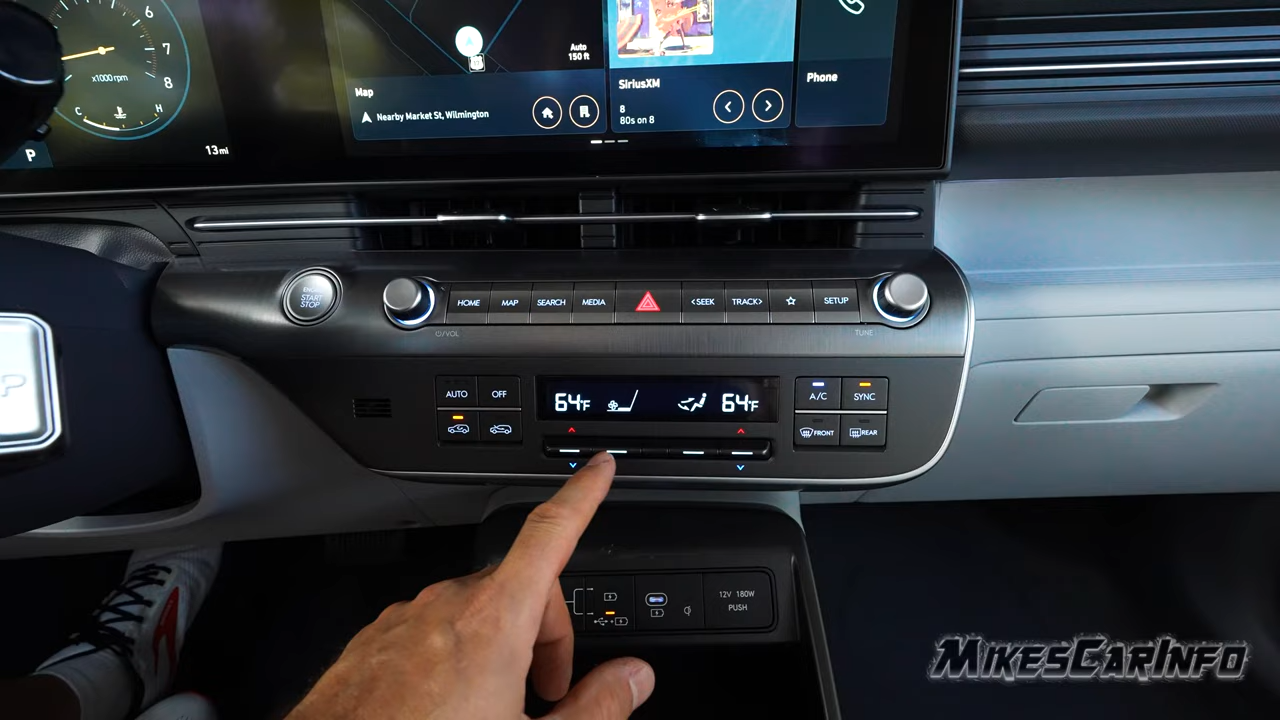 6
7
8
x1000 rpm
C H
P
13mi
Auto
150 ft
Map
Nearby Market St, Wilmington
SiriusXM
8
80s on 8
Phone
ENGINE
START
STOP
HOME MAP SEARCH MEDIA <SEEK TRACK> SETUP
/VOL
TUNE
AUTO OFF
64°F 64°F
A/C SYNC
FRONT REAR
P
12V 180W
PUSH
MIKESCARINFO